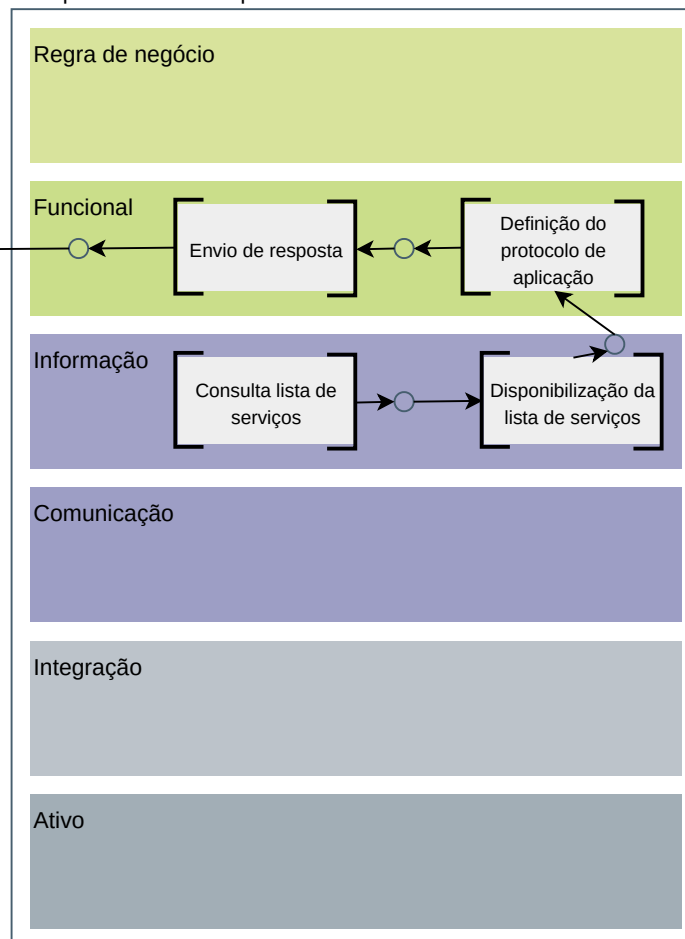 Regra de negócio
Funcional
Envio de resposta
Definição do
protocolo de
aplicação
Informação
Consulta lista de
serviços
Disponibilização da
lista de serviços
Comunicação
Integração
Ativo